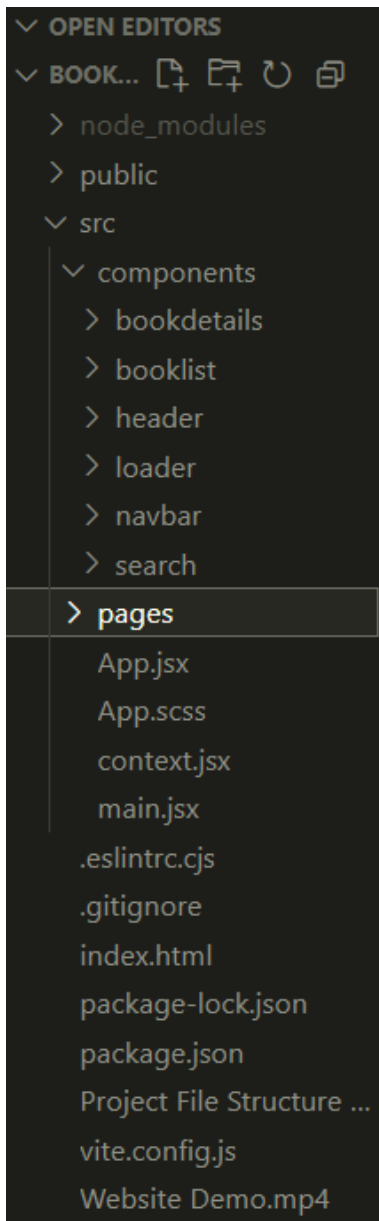 OPEN EDITORS
BOOK...
node_modules
public
src
components
bookdetails
booklist
header
loader
navbar
search
pages
App.jsx
App.scss
context.jsx
main.jsx
.eslintrc.cjs
.gitignore
index.html
package-lock.json
package.json
Project File Structure ...
vite.config.js
Website Demo.mp4